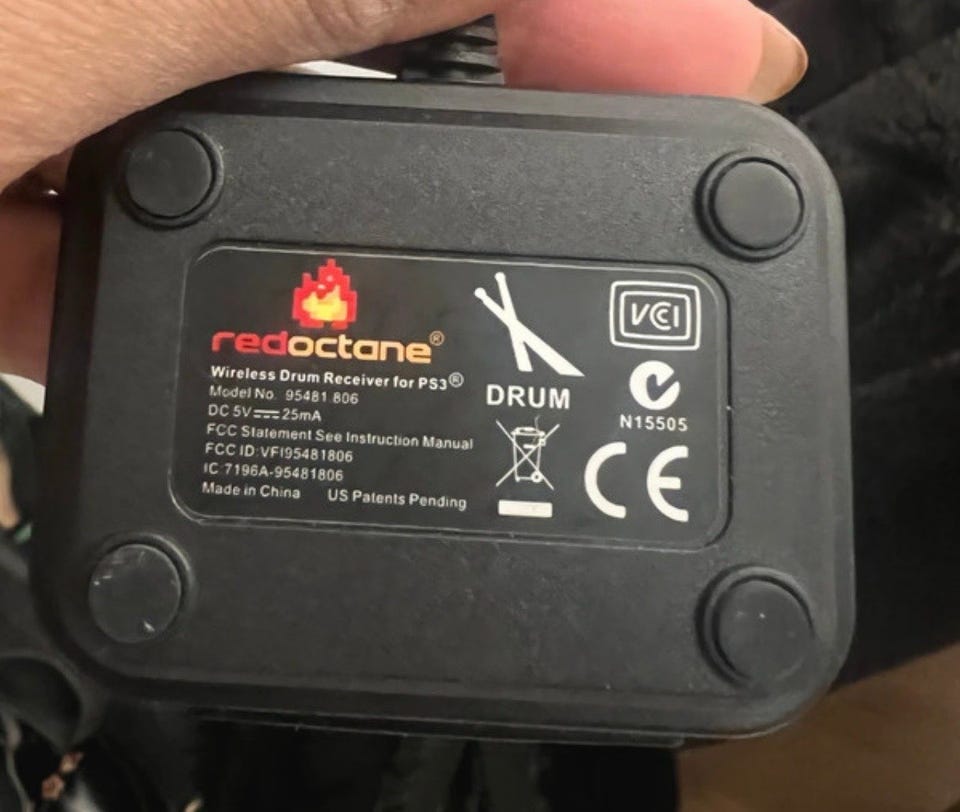 redoctane®
Wireless Drum Receiver for PS3®
Model No. 95481.806
DC 5V 25mA
FCC Statement See Instruction Manual
FCC ID:VFI95481806
IC:7196A-95481806
Made in China US Patents Pending
DRUM
VCCI
N15505
CE